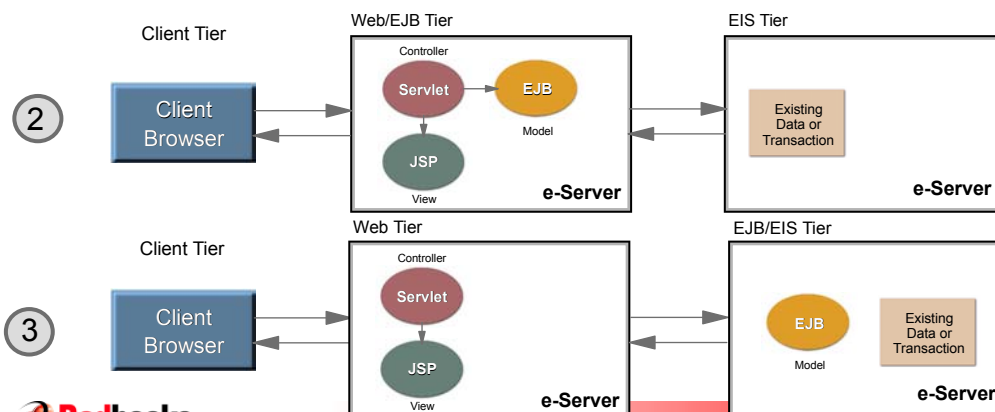 Client Tier
Web/EJB Tier
EIS Tier
2
Client
Browser
Controller
Servlet
EJB
Model
JSP
View
e-Server
Existing
Data or
Transaction
e-Server
Client Tier
Web Tier
EJB/EIS Tier
3
Client
Browser
Controller
Servlet
JSP
View
e-Server
EJB
Model
Existing
Data or
Transaction
e-Server
Redbooks